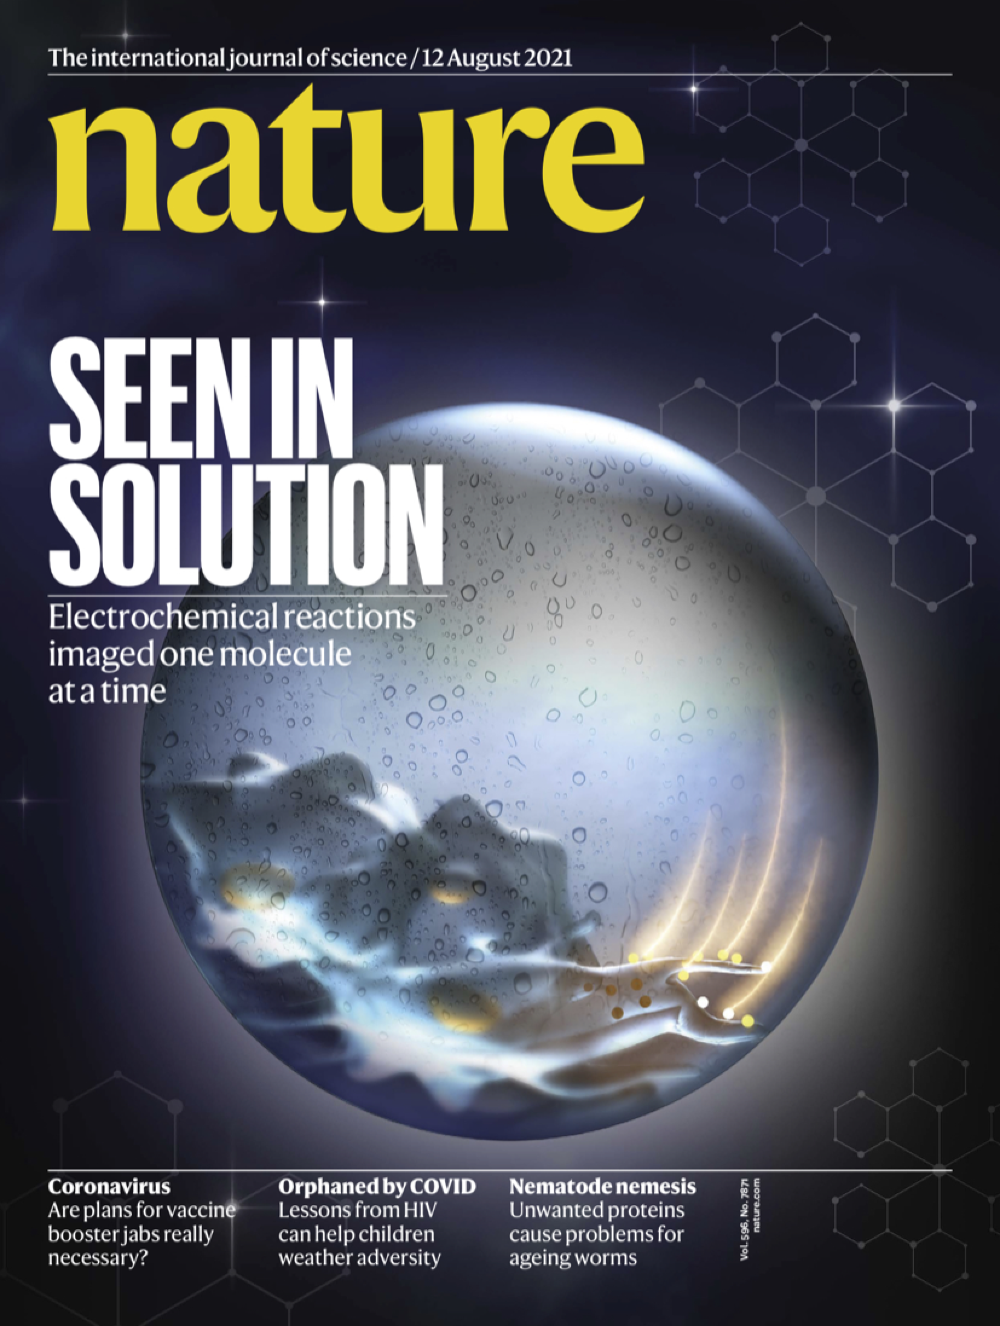 The international journal of science / 12 August 2021
nature
SEEN IN
SOLUTION
Electrochemical reactions
imaged one molecule
at a time
Coronavirus
Are plans for vaccine
booster jabs really
necessary?
Orphaned by COVID
Lessons from HIV
can help children
weather adversity
Nematode nemesis
Unwanted proteins
cause problems for
ageing worms
Vol. 596, No. 7871
nature.com